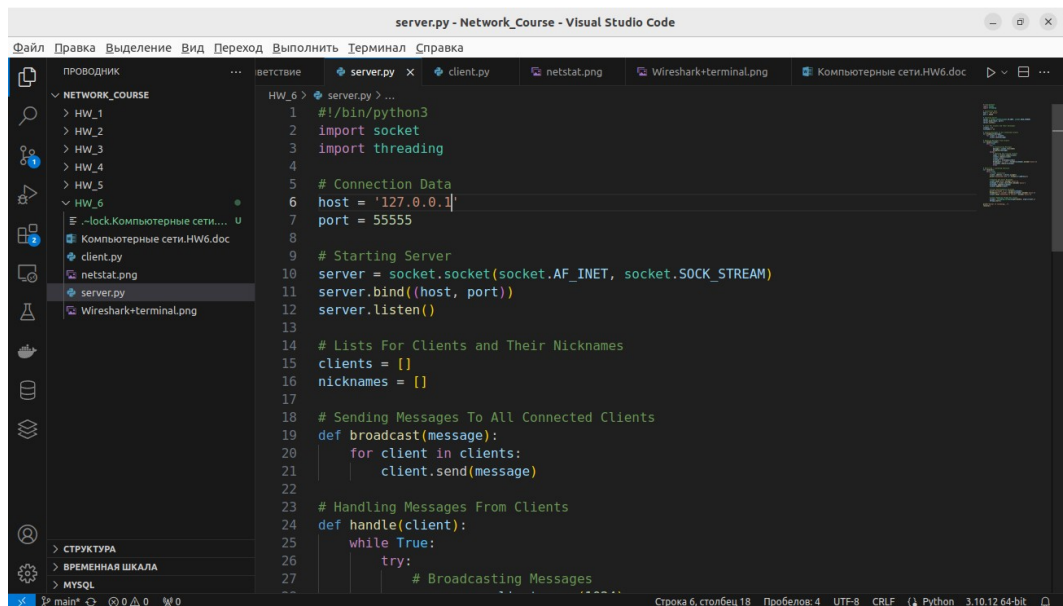 server.py - Network_Course - Visual Studio Code
Файл Правка Выделение Вид Переход Выполнить Терминал Справка
ПРОВОДНИК ...
NETWORK_COURSE
> HW_1
> HW_2
> HW_3
> HW_4
> HW_5
HW_6
.~lock.Компьютерные сети.... U
Компьютерные сети.HW6.doc
client.py
netstat.png
server.py
Wireshark+terminal.png
> СТРУКТУРА
> ВРЕМЕННАЯ ШКАЛА
> MYSQL
ветствие server.py client.py netstat.png Wireshark+terminal.png Компьютерные сети.HW6.doc
HW_6 > server.py > ...
1 #!/bin/python3
2 import socket
3 import threading
4
5 # Connection Data
6 host = '127.0.0.1'
7 port = 55555
8
9 # Starting Server
10 server = socket.socket(socket.AF_INET, socket.SOCK_STREAM)
11 server.bind((host, port))
12 server.listen()
13
14 # Lists For Clients and Their Nicknames
15 clients = []
16 nicknames = []
17
18 # Sending Messages To All Connected Clients
19 def broadcast(message):
20 for client in clients:
21 client.send(message)
22
23 # Handling Messages From Clients
24 def handle(client):
25 while True:
26 try:
27 # Broadcasting Messages
main* 0 0 0 Строка 6, столбец 18 Пробелов: 4 UTF-8 CRLF Python 3.10.12 64-bit